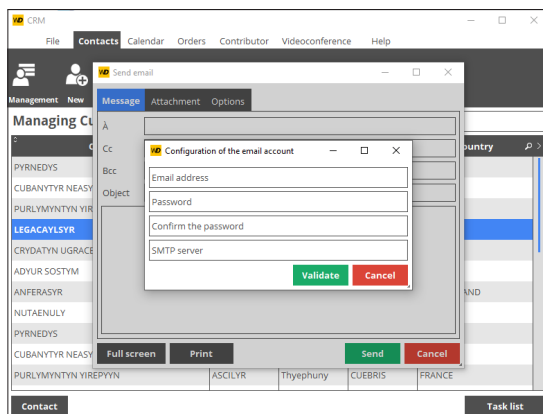 WD CRM
File Contacts Calendar Orders Contributor Videoconference Help
Management New
WD Send email
Message Attachment Options
Managing Cu
À
Cc
Bcc
Object
WD Configuration of the email account
Email address
Password
Confirm the password
SMTP server
Validate Cancel
C
ountry
PYRNEDYS
CUBANYTYR NEASY
PURLYMYNTYN YIR
LEGACAYLSYR
CRYDATYN UGRACE
ADYUR SOSTYM
ANFERASYR
AND
NUTAENULY
PYRNEDYS
CUBANYTYR NEASY
Full screen Print Send Cancel
PURLYMYNTYN YIREPYYN ASCILYR Thyephuny CUEBRIS FRANCE
Contact Task list